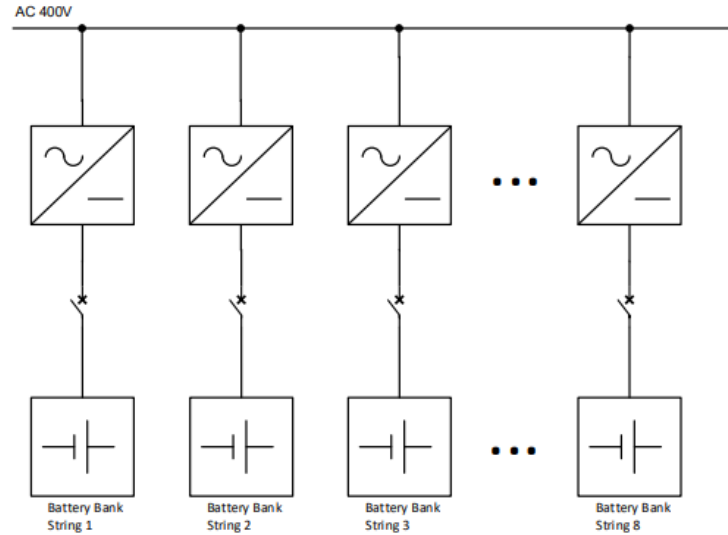 AC 400V
Battery Bank
String 1
Battery Bank
String 2
Battery Bank
String 3
Battery Bank
String 8